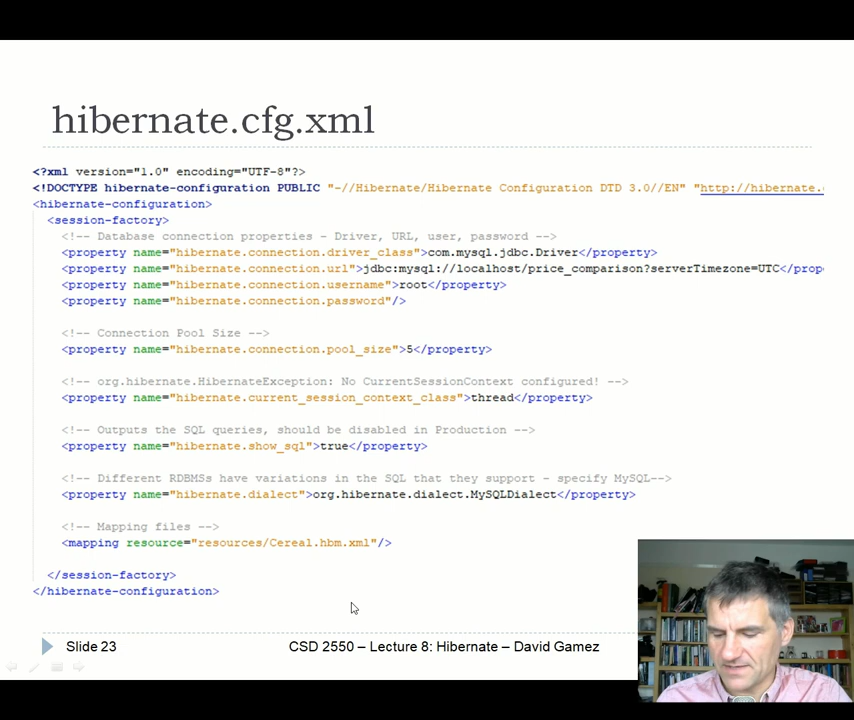 hibernate.cfg.xml
<?xml version="1.0" encoding="UTF-8"?>
<!DOCTYPE hibernate-configuration PUBLIC "-//Hibernate/Hibernate Configuration DTD 3.0//EN" "http://hibernate.
<hibernate-configuration>
<session-factory>
<!-- Database connection properties - Driver, URL, user, password -->
<property name="hibernate.connection.driver_class">com.mysql.jdbc.Driver</property>
<property name="hibernate.connection.url">jdbc:mysql://localhost/price_comparison?serverTimezone=UTC</prop
<property name="hibernate.connection.username">root</property>
<property name="hibernate.connection.password"/>
<!-- Connection Pool Size -->
<property name="hibernate.connection.pool_size">5</property>
<!-- org.hibernate.HibernateException: No CurrentSessionContext configured! -->
<property name="hibernate.current_session_context_class">thread</property>
<!-- Outputs the SQL queries, should be disabled in Production -->
<property name="hibernate.show_sql">true</property>
<!-- Different RDBMSs have variations in the SQL that they support - specify MySQL-->
<property name="hibernate.dialect">org.hibernate.dialect.MySQLDialect</property>
<!-- Mapping files -->
<mapping resource="resources/Cereal.hbm.xml"/>
</session-factory>
</hibernate-configuration>
Slide 23
CSD 2550 – Lecture 8: Hibernate – David Gamez